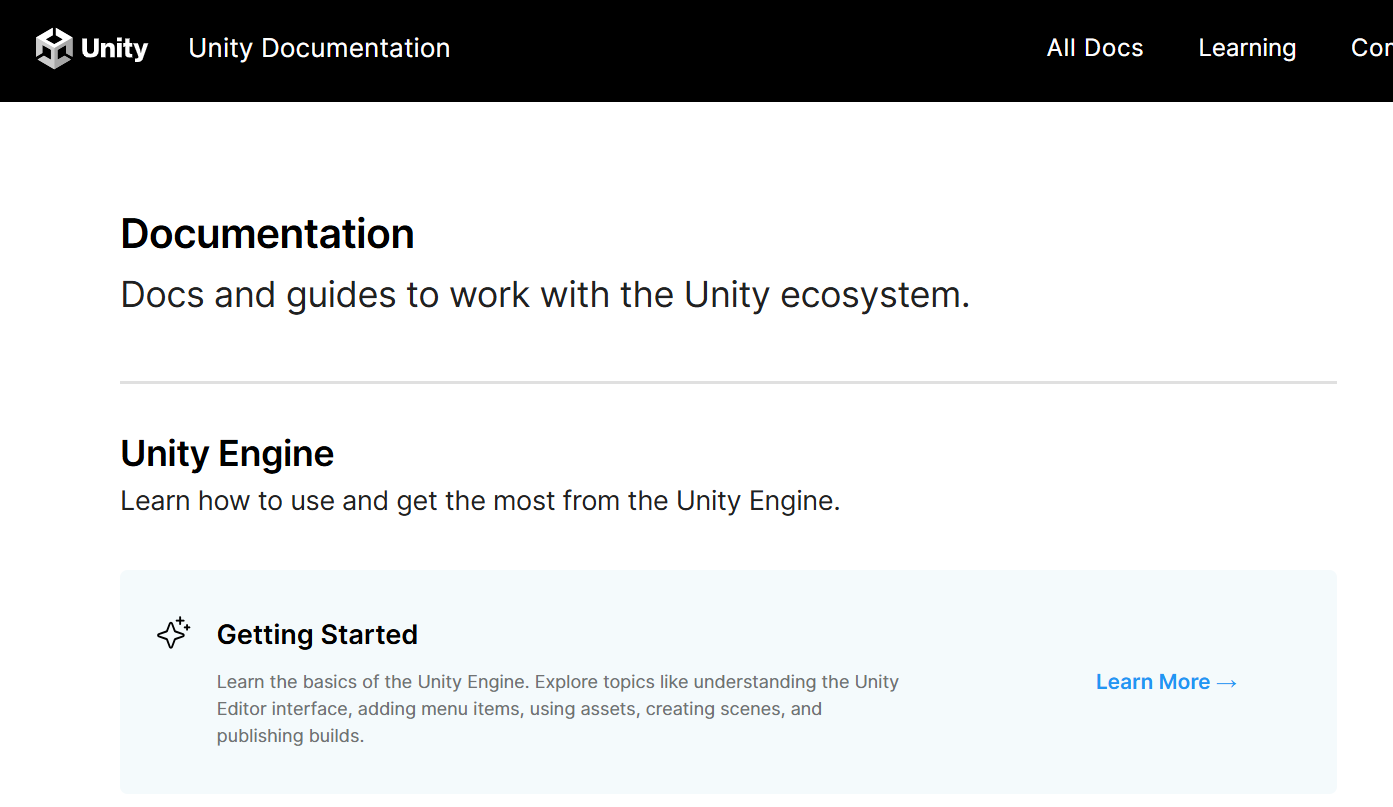 Unity Unity Documentation All Docs Learning
Documentation
Docs and guides to work with the Unity ecosystem.
Unity Engine
Learn how to use and get the most from the Unity Engine.
Getting Started
Learn the basics of the Unity Engine. Explore topics like understanding the Unity
Editor interface, adding menu items, using assets, creating scenes, and
publishing builds.
Learn More →